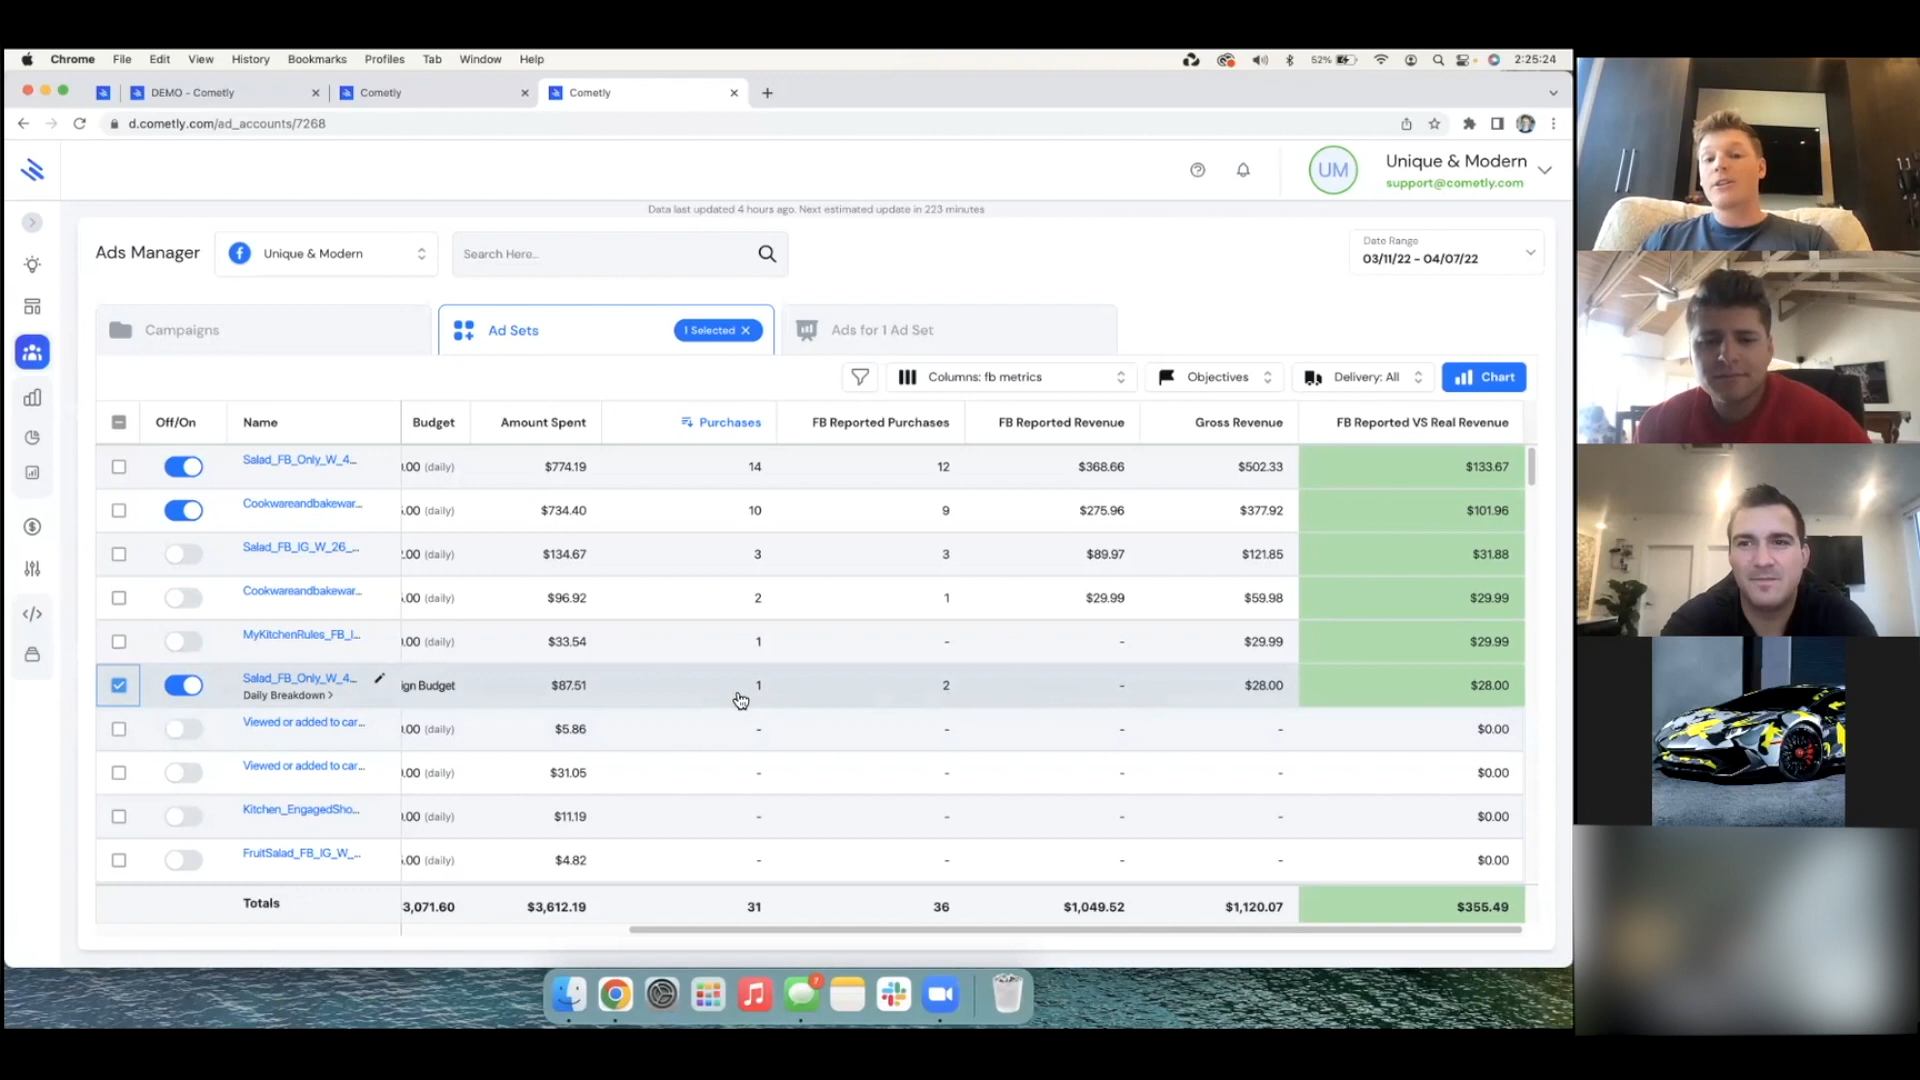 Chrome File Edit View History Bookmarks Profiles Tab Window Help 52% 2:25:24
DEMO - Cometly Cometly Cometly
d.cometly.com/ad_accounts/7268
UM Unique & Modern
support@cometly.com
Data last updated 4 hours ago. Next estimated update in 223 minutes
Ads Manager Unique & Modern Search Here... Date Range
03/11/22 - 04/07/22
Campaigns Ad Sets 1 Selected Ads for 1 Ad Set
Columns: fb metrics Objectives Delivery: All Chart
Off/On Name Budget Amount Spent Purchases FB Reported Purchases FB Reported Revenue Gross Revenue FB Reported VS Real Revenue
Salad_FB_Only_W_4... .00 (daily) $774.19 14 12 $368.66 $502.33 $133.67
Cookwareandbakewar... .00 (daily) $734.40 10 9 $275.96 $377.92 $101.96
Salad_FB_IG_W_26_... .00 (daily) $134.67 3 3 $89.97 $121.85 $31.88
Cookwareandbakewar... .00 (daily) $96.92 2 1 $29.99 $59.98 $29.99
MyKitchenRules_FB_I... .00 (daily) $33.54 1 - - $29.99 $29.99
Salad_FB_Only_W_4... ign Budget $87.51 1 2 - $28.00 $28.00
Daily Breakdown >
Viewed or added to car... .00 (daily) $5.86 - - - - $0.00
Viewed or added to car... .00 (daily) $31.05 - - - - $0.00
Kitchen_EngagedSho... .00 (daily) $11.19 - - - - $0.00
FruitSalad_FB_IG_W_... .00 (daily) $4.82 - - - - $0.00
Totals 3,071.60 $3,612.19 31 36 $1,049.52 $1,120.07 $355.49
7